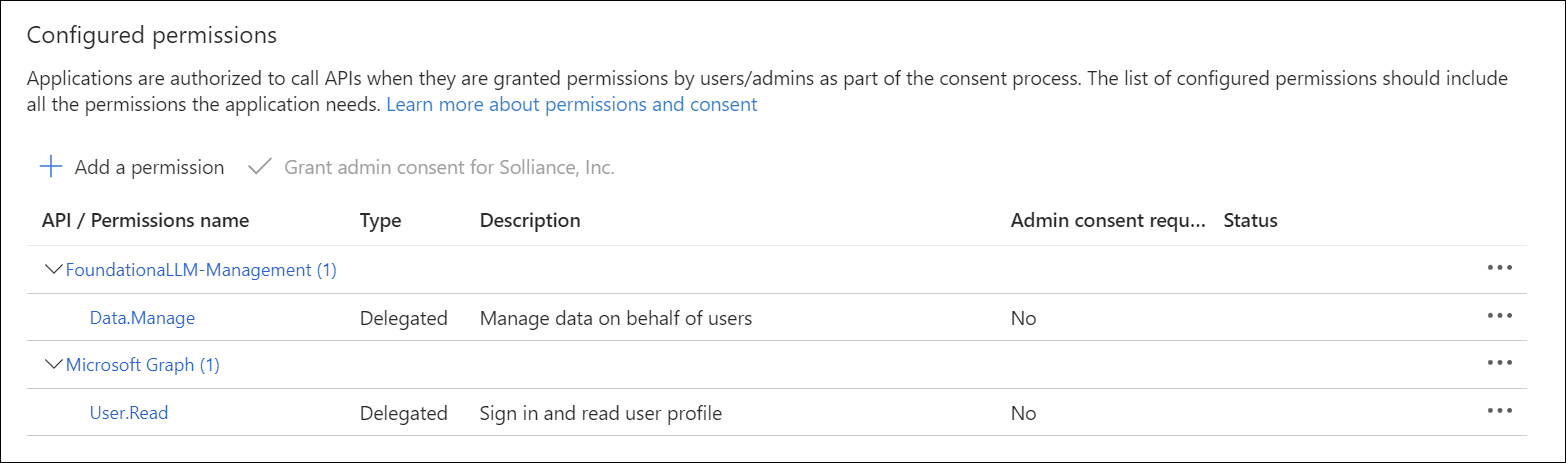 Configured permissions
Applications are authorized to call APIs when they are granted permissions by users/admins as part of the consent process. The list of configured permissions should include
all the permissions the application needs. Learn more about permissions and consent
Add a permission Grant admin consent for Solliance, Inc.
API / Permissions name Type Description Admin consent requ... Status
FoundationaLLM-Management (1)
Data.Manage Delegated Manage data on behalf of users No
Microsoft Graph (1)
User.Read Delegated Sign in and read user profile No